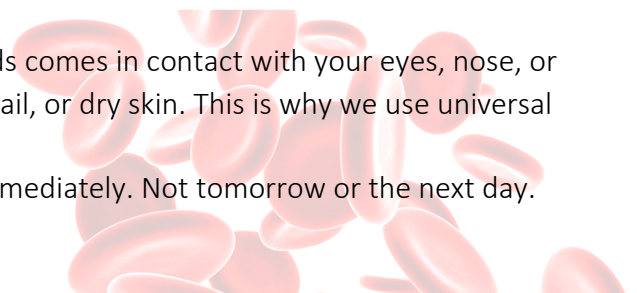 ds comes in contact with your eyes, nose, or
ail, or dry skin. This is why we use universal
mediately. Not tomorrow or the next day.